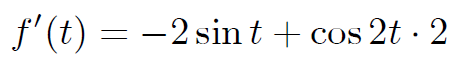 f′(t) = −2 sin t + cos 2t · 2